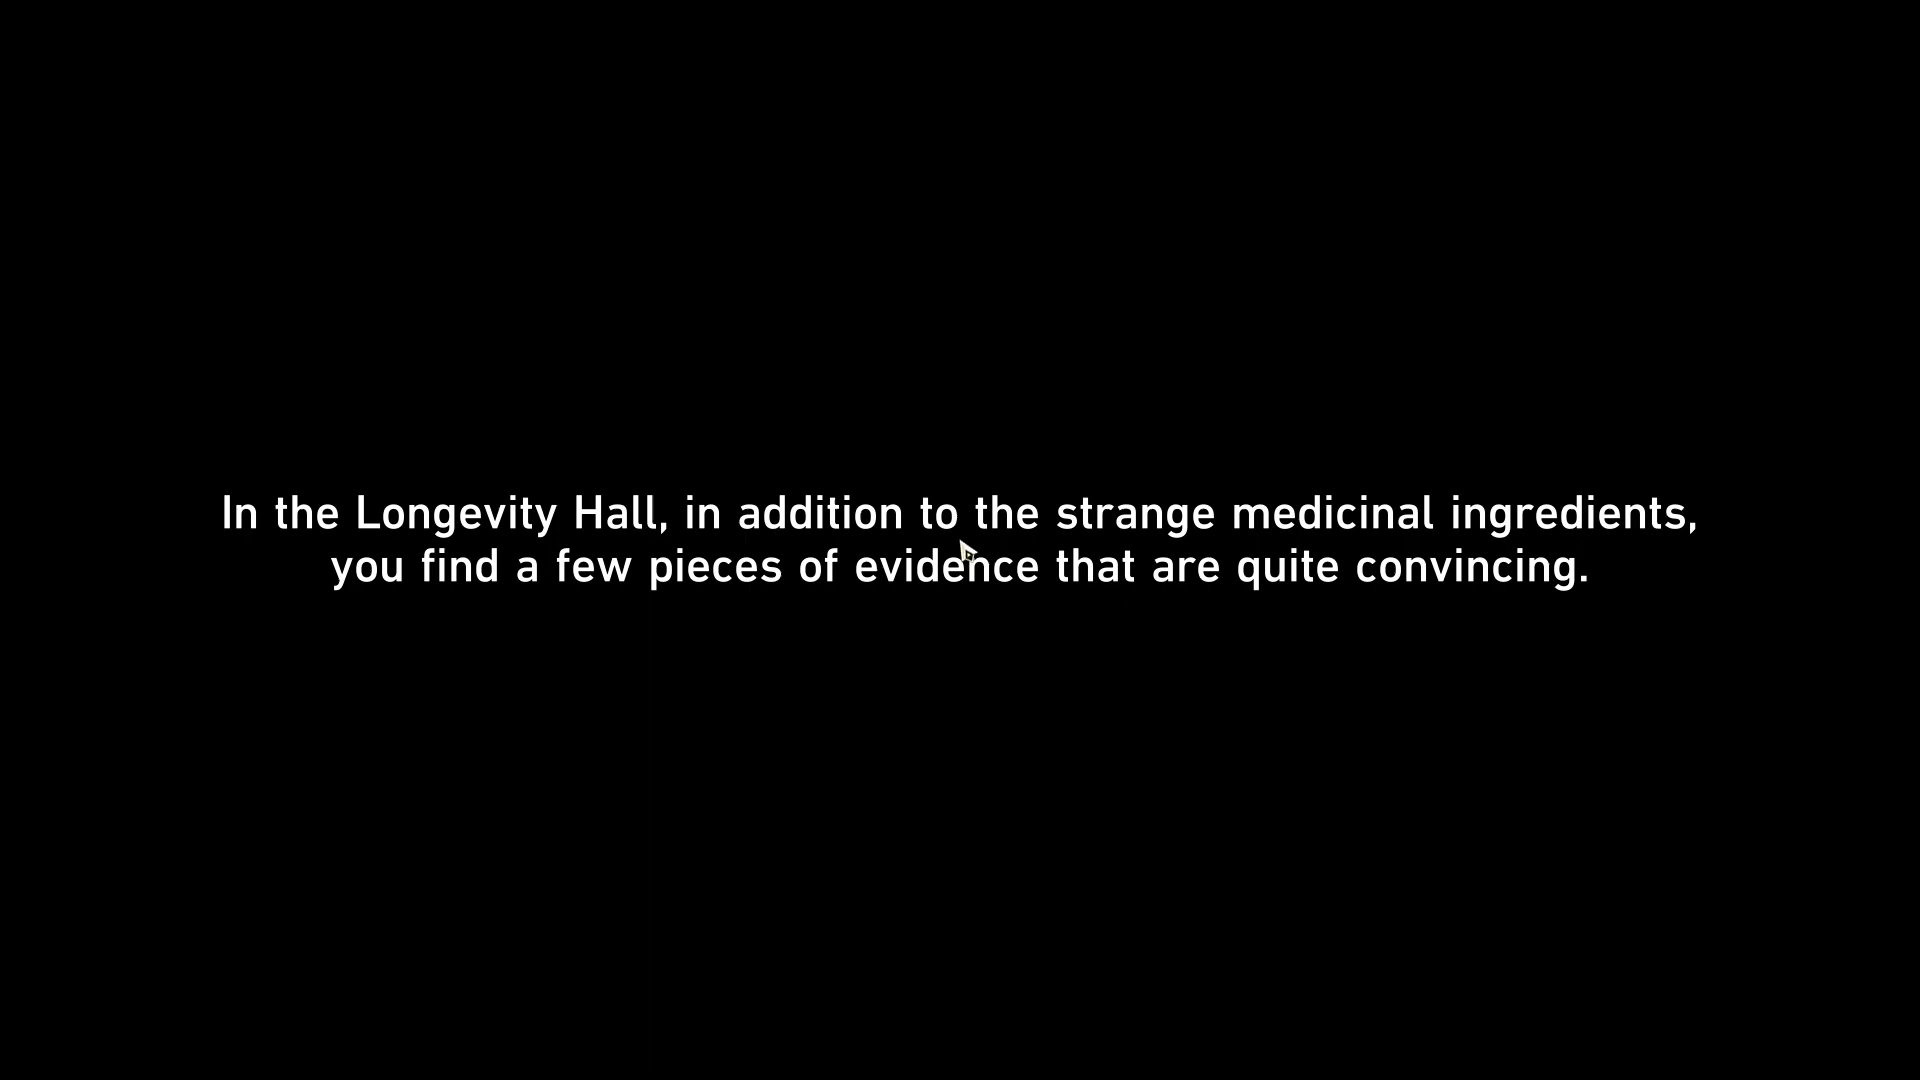 In the Longevity Hall, in addition to the strange medicinal ingredients,
you find a few pieces of evidence that are quite convincing.